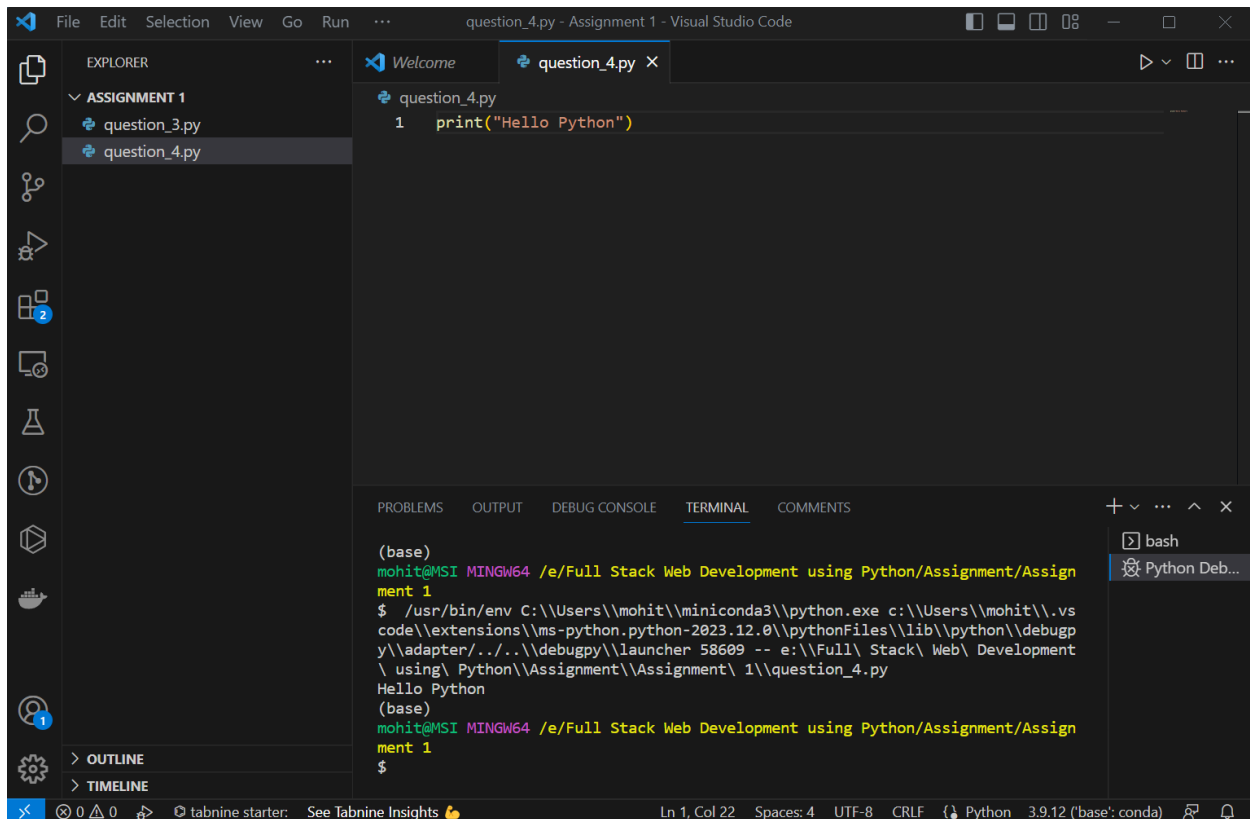 File Edit Selection View Go Run ··· question_4.py - Assignment 1 - Visual Studio Code
EXPLORER ···
ASSIGNMENT 1
question_3.py
question_4.py
OUTLINE
TIMELINE
2
1
Welcome question_4.py
question_4.py
1 print("Hello Python")
PROBLEMS OUTPUT DEBUG CONSOLE TERMINAL COMMENTS
(base)
mohit@MSI MINGW64 /e/Full Stack Web Development using Python/Assignment/Assign
ment 1
$ /usr/bin/env C:\\Users\\mohit\\miniconda3\\python.exe c:\\Users\\mohit\\.vs
code\\extensions\\ms-python.python-2023.12.0\\pythonFiles\\lib\\python\\debugp
y\\adapter/../..\\debugpy\\launcher 58609 -- e:\\Full\ Stack\ Web\ Development
\ using\ Python\\Assignment\\Assignment\ 1\\question_4.py
Hello Python
(base)
mohit@MSI MINGW64 /e/Full Stack Web Development using Python/Assignment/Assign
ment 1
$
bash
Python Deb...
0 0 tabnine starter: See Tabnine Insights Ln 1, Col 22 Spaces: 4 UTF-8 CRLF Python 3.9.12 ('base': conda)